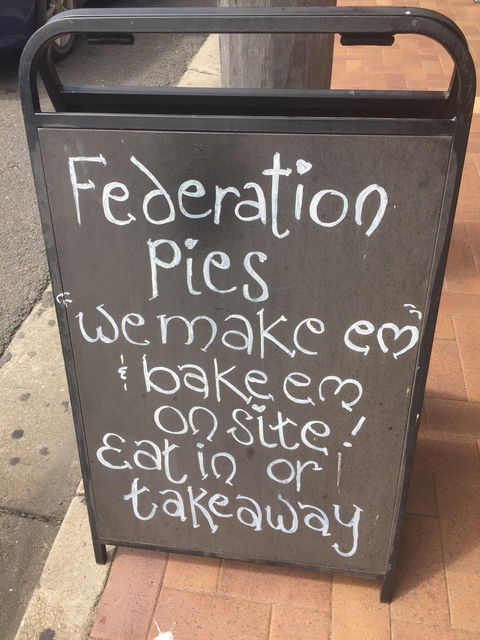 Federation
Pies
"we make em"
& bake em
on site!
Eat in or
takeaway